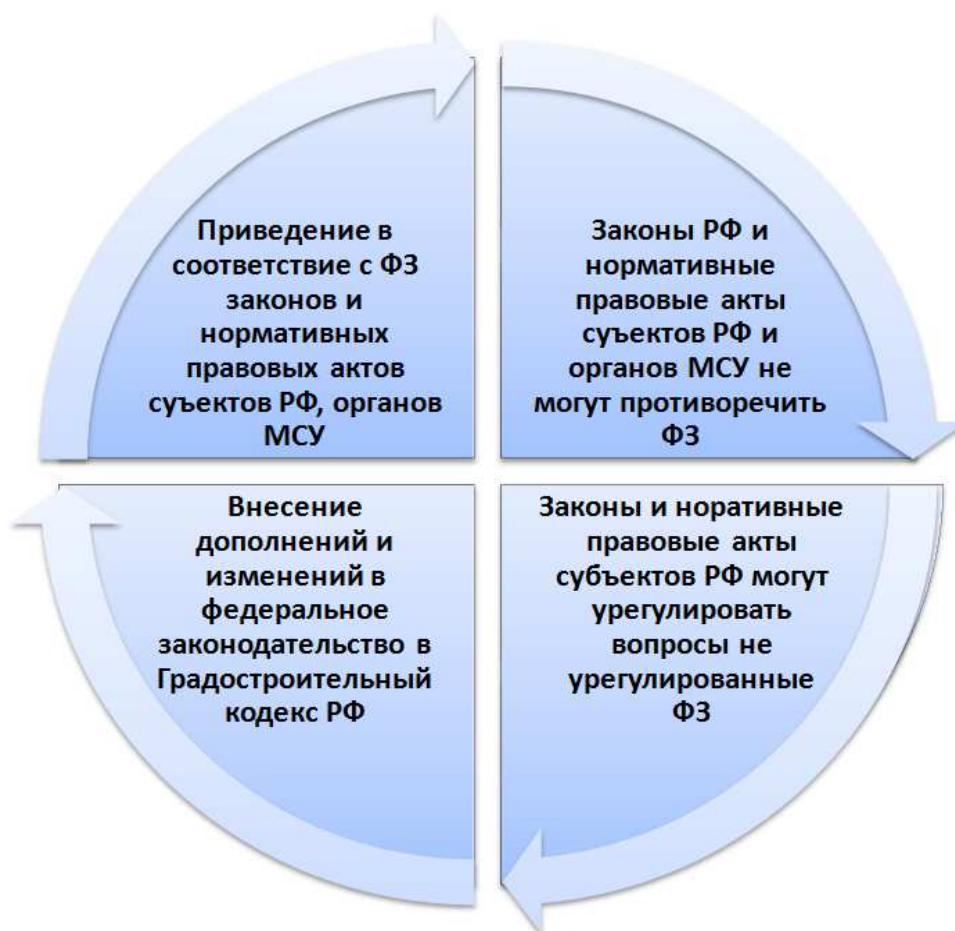 Приведение в
соответствие с ФЗ
законов и
нормативных
правовых актов
суъектов РФ, органов
МСУ
Законы РФ и
нормативные
правовые акты
суъектов РФ и
органов МСУ не
могут противоречить
ФЗ
Внесение
дополнений и
изменений в
федеральное
законодательство в
Градостроительный
кодекс РФ
Законы и норативные
правовые акты
субъектов РФ могут
урегулировать
вопросы не
урегулированные
ФЗ